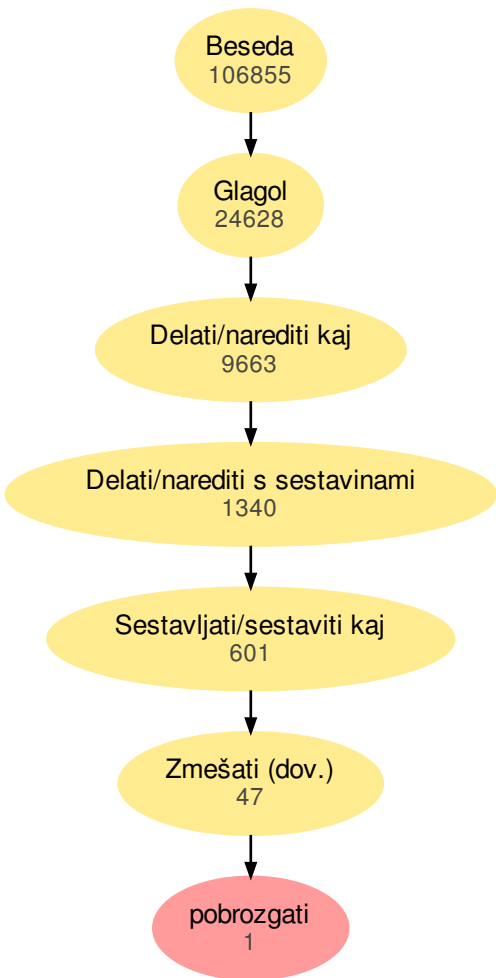 Beseda
106855
Glagol
24628
Delati/narediti kaj
9663
Delati/narediti s sestavinami
1340
Sestavljati/sestaviti kaj
601
Zmešati (dov.)
47
pobrozgati
1